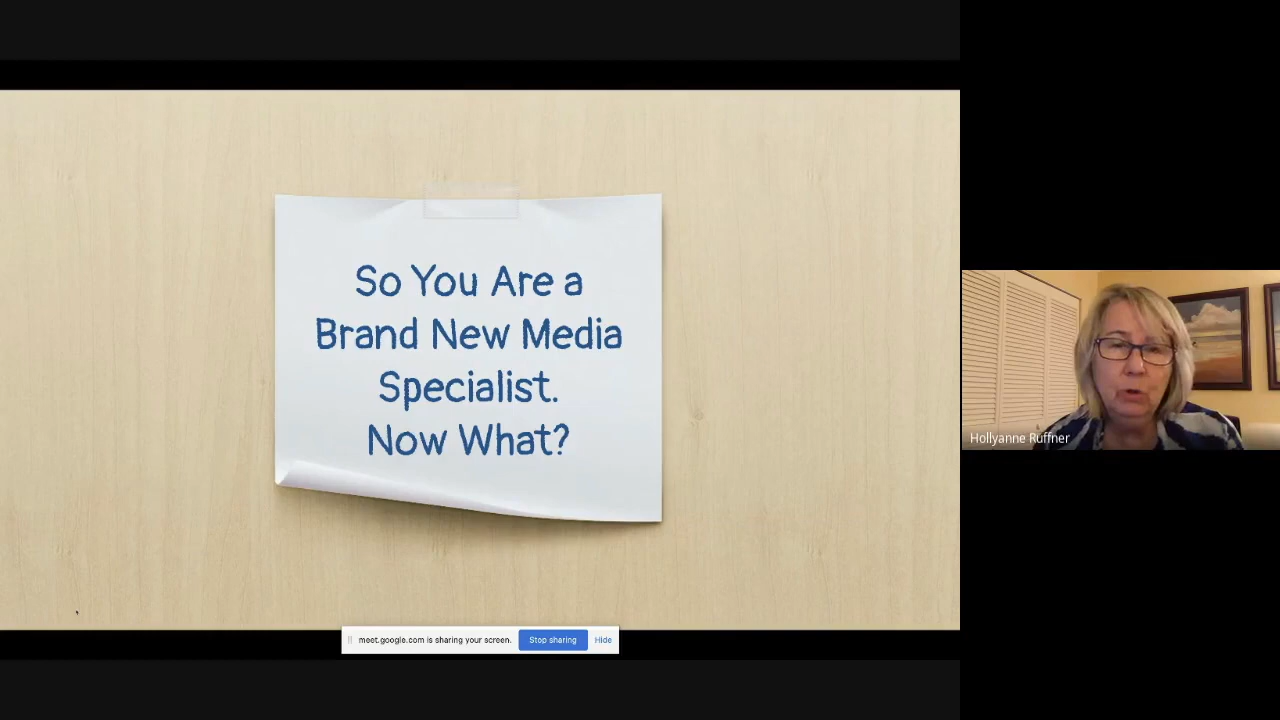 So You Are a
Brand New Media
Specialist.
Now What?
Hollyanne Ruffner
meet.google.com is sharing your screen. Stop sharing Hide